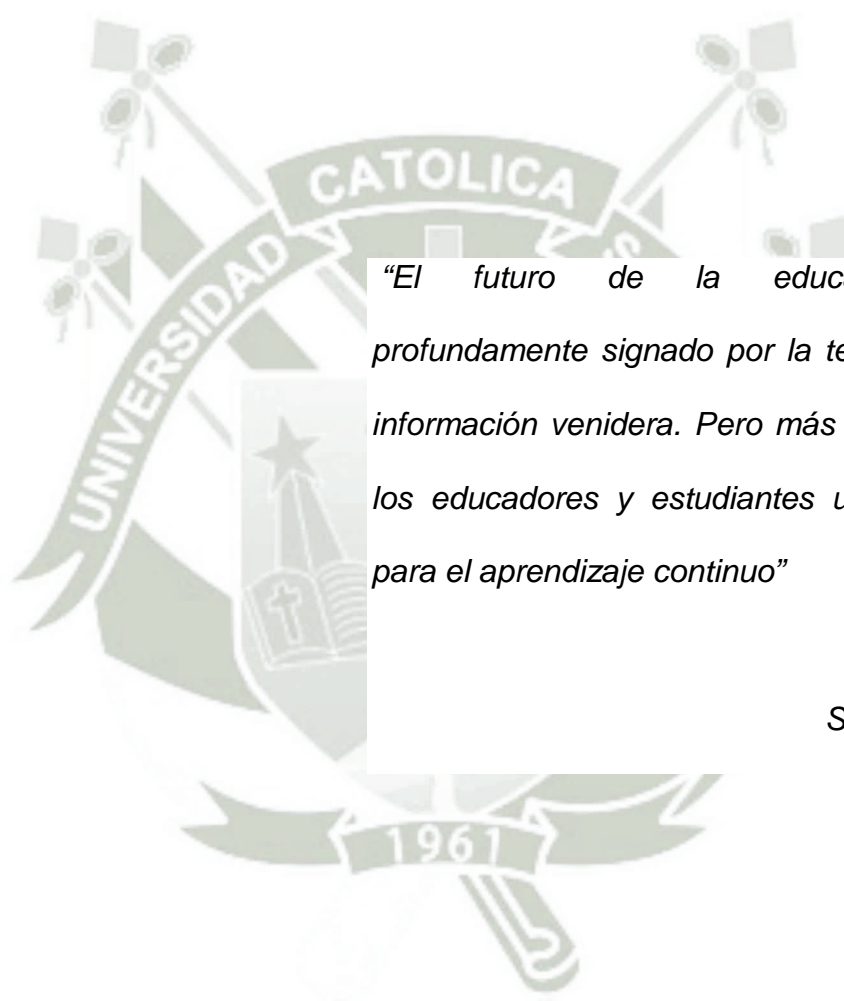 UNIVERSIDAD CATOLICA S
“El futuro de la educ
profundamente signado por la te
información venidera. Pero más
los educadores y estudiantes u
para el aprendizaje continuo”
S
1961